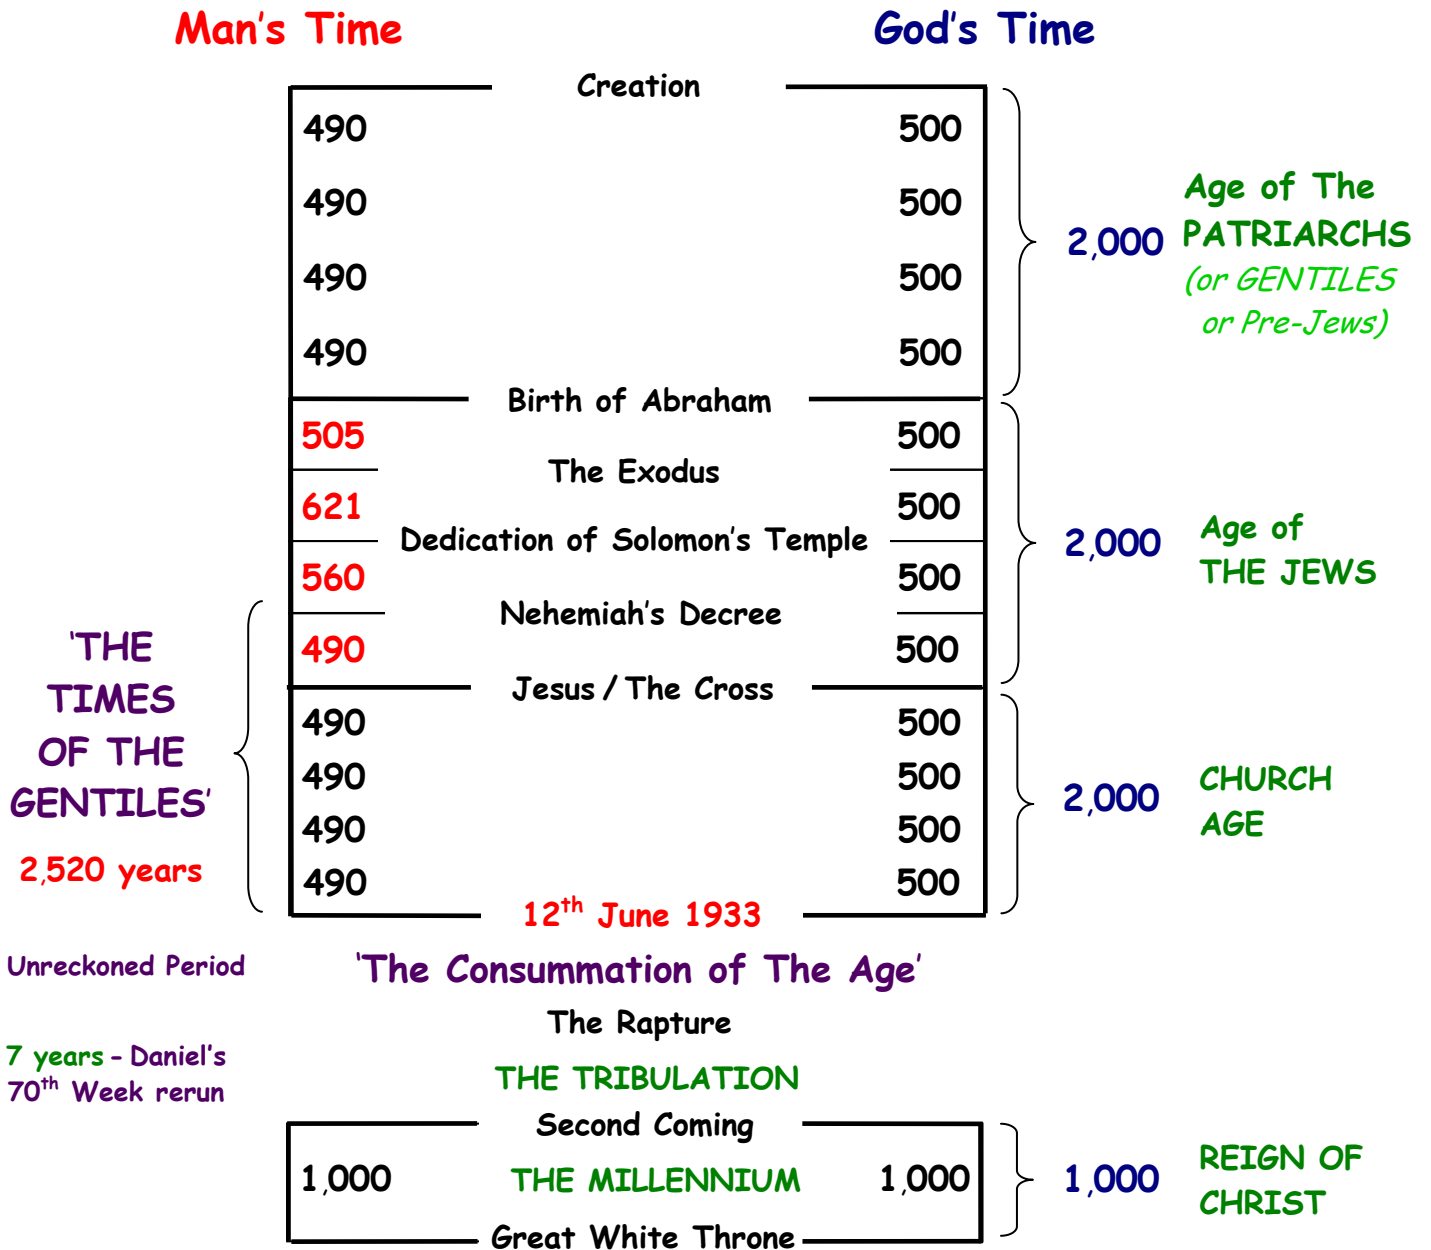 Man's Time
God's Time
Creation
490
500
490
500
490
500
490
500
2,000
Age of The
PATRIARCHS
(or GENTILES
or Pre-Jews)
Birth of Abraham
505
500
The Exodus
621
500
Dedication of Solomon's Temple
560
500
Nehemiah's Decree
490
500
2,000
Age of
THE JEWS
Jesus / The Cross
'THE
TIMES
OF THE
GENTILES'
2,520 years
490
500
490
500
490
500
490
500
2,000
CHURCH
AGE
12th June 1933
Unreckoned Period
'The Consummation of The Age'
The Rapture
7 years - Daniel's
70th Week rerun
THE TRIBULATION
Second Coming
1,000
THE MILLENNIUM
1,000
1,000
REIGN OF
CHRIST
Great White Throne